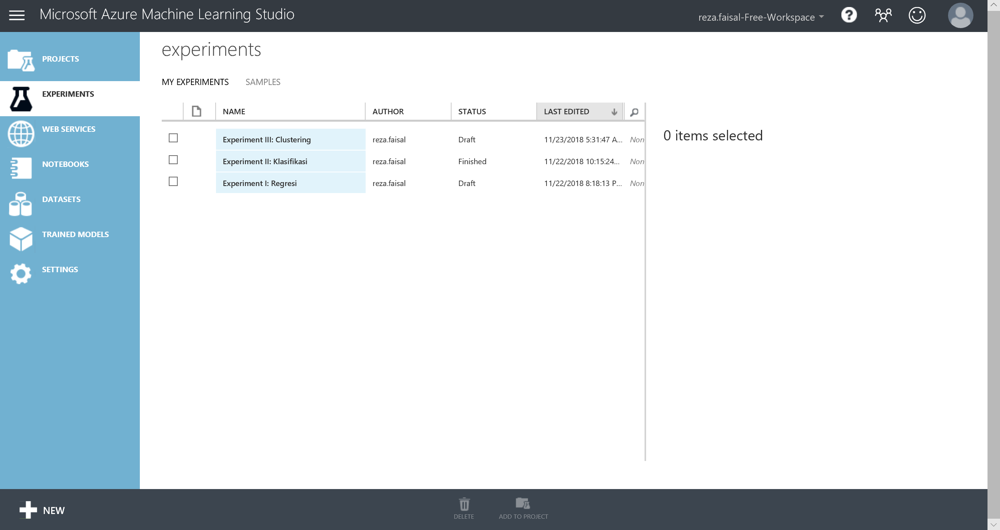 Microsoft Azure Machine Learning Studio
reza.faisal-Free-Workspace
PROJECTS
EXPERIMENTS
WEB SERVICES
NOTEBOOKS
DATASETS
TRAINED MODELS
SETTINGS
experiments
MY EXPERIMENTS SAMPLES
NAME AUTHOR STATUS LAST EDITED
Experiment III: Clustering reza.faisal Draft 11/23/2018 5:31:47 A... Non
Experiment II: Klasifikasi reza.faisal Finished 11/22/2018 10:15:24... Non
Experiment I: Regresi reza.faisal Draft 11/22/2018 8:18:13 P... Non
0 items selected
NEW
DELETE
ADD TO PROJECT